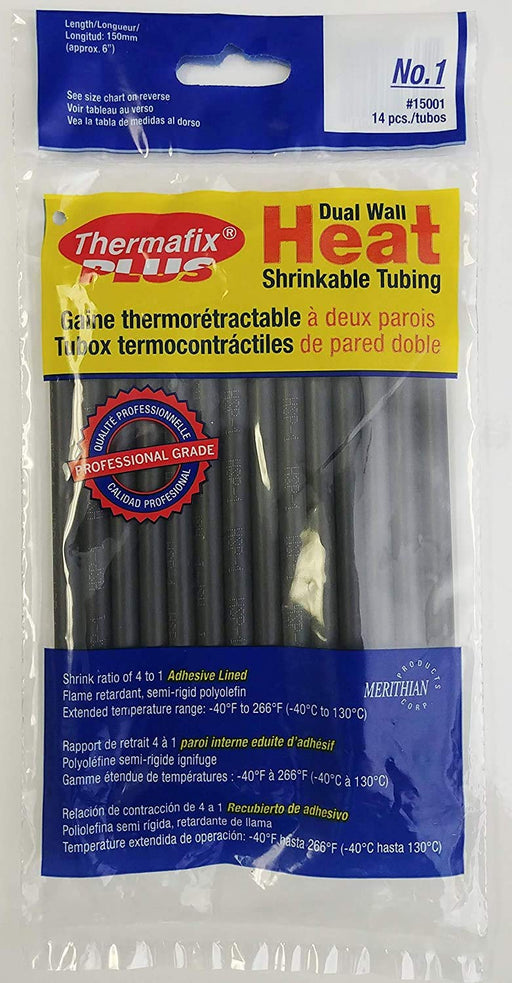 Length/Longueur/
Longitud: 150mm
(approx. 6")
See size chart on reverse
Voir tableau au verso
Vea la tabla de medidas al dorso
No.1
#15001
14 pcs./tubos
Thermafix®
PLUS
Dual Wall
Heat
Shrinkable Tubing
Gaine thermorétractable à deux parois
Tubox termocontráctiles de pared doble
QUALITÉ PROFESSIONNELLE
PROFESSIONAL GRADE
CALIDAD PROFESIONAL
Shrink ratio of 4 to 1 Adhesive Lined
Flame retardant, semi-rigid polyolefin
Extended temperature range: -40°F to 266°F (-40°C to 130°C)
MERITHIAN
PRODUCTS
CORP
Rapport de retrait 4 à 1 paroi interne eduite d'adhésif
Polyoléfine semi-rigide ignifuge
Gamme étendue de températures : -40°F à 266°F (-40°C à 130°C)
Relación de contracción de 4 a 1 Recubierto de adhesivo
Poliolefina semi rígida, retardante de llama
Temperature extendida de operación: -40°F hasta 266°F (-40°C hasta 130°C)